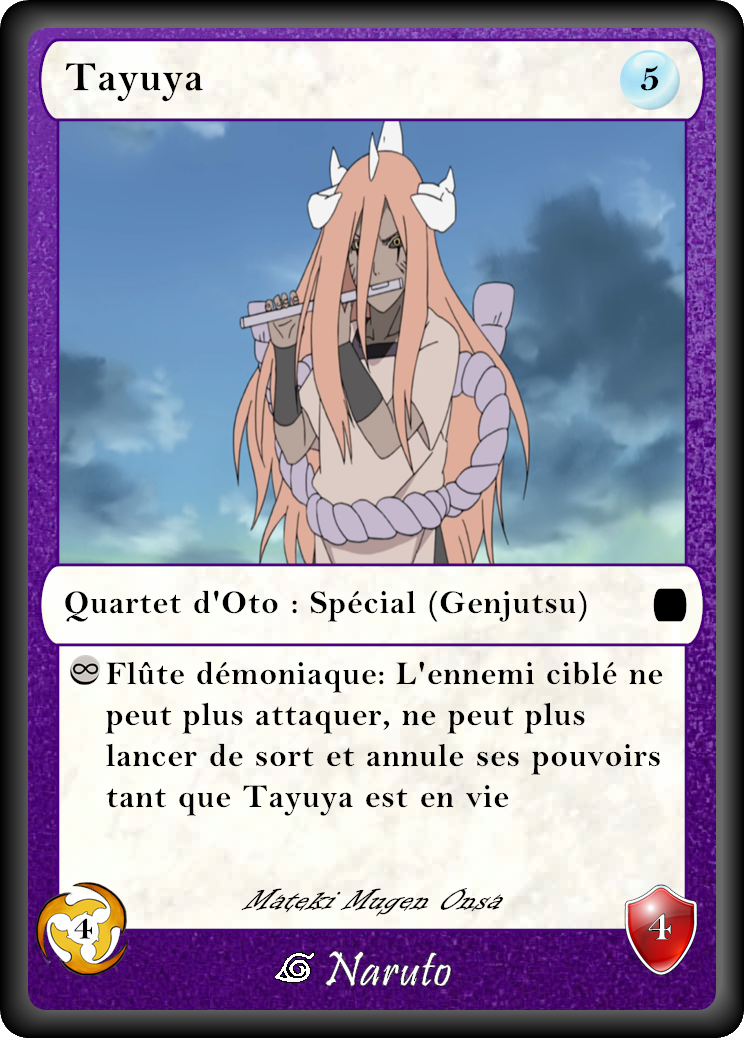 Tayuya
5
Quartet d'Oto : Spécial (Genjutsu)
∞ Flûte démoniaque: L'ennemi ciblé ne
peut plus attaquer, ne peut plus
lancer de sort et annule ses pouvoirs
tant que Tayuya est en vie
Mateki Mugen Onsa
4
4
Naruto